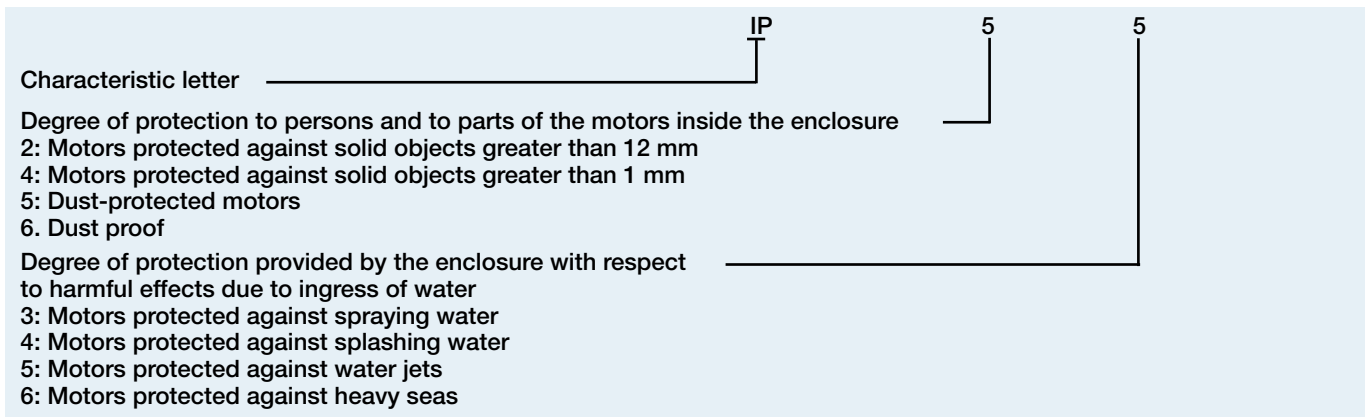 IP 5 5
Characteristic letter
Degree of protection to persons and to parts of the motors inside the enclosure
2: Motors protected against solid objects greater than 12 mm
4: Motors protected against solid objects greater than 1 mm
5: Dust-protected motors
6. Dust proof
Degree of protection provided by the enclosure with respect
to harmful effects due to ingress of water
3: Motors protected against spraying water
4: Motors protected against splashing water
5: Motors protected against water jets
6: Motors protected against heavy seas